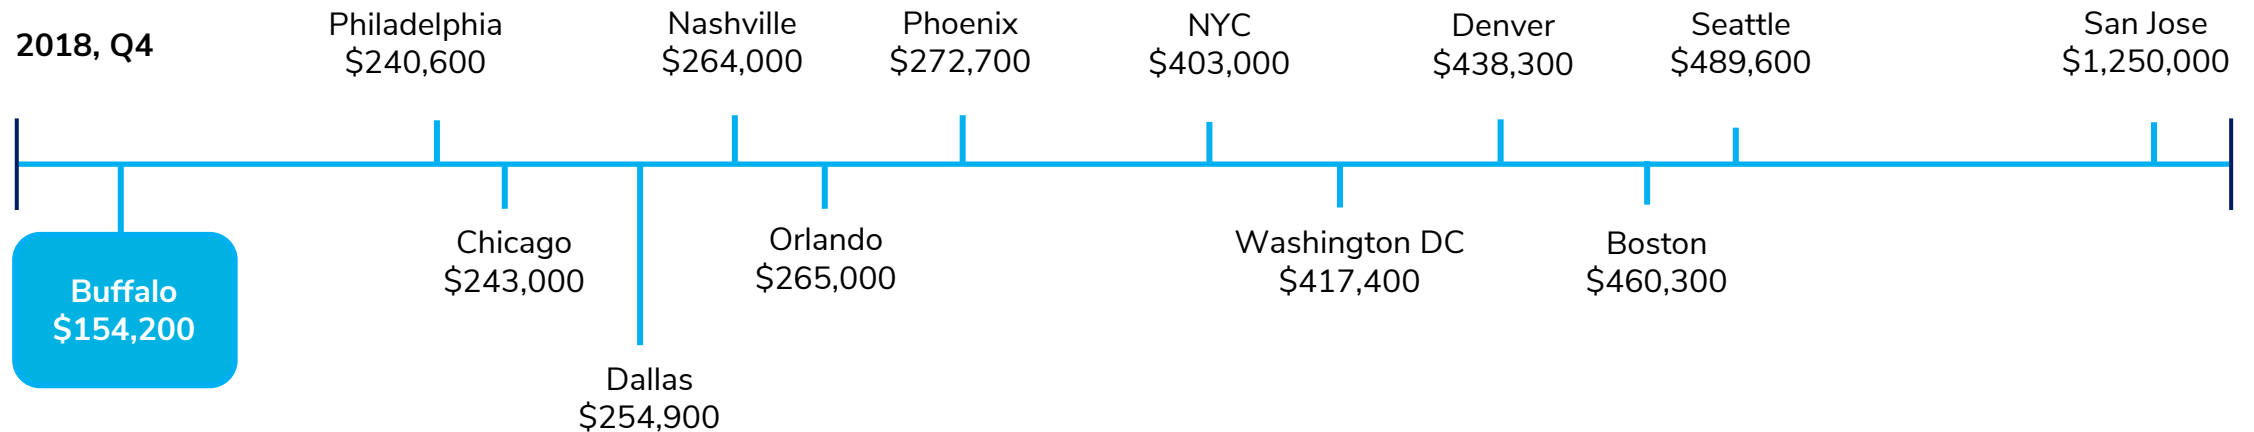 2018, Q4
Philadelphia
$240,600
Nashville
$264,000
Phoenix
$272,700
NYC
$403,000
Denver
$438,300
Seattle
$489,600
San Jose
$1,250,000
Buffalo
$154,200
Chicago
$243,000
Dallas
$254,900
Orlando
$265,000
Washington DC
$417,400
Boston
$460,300